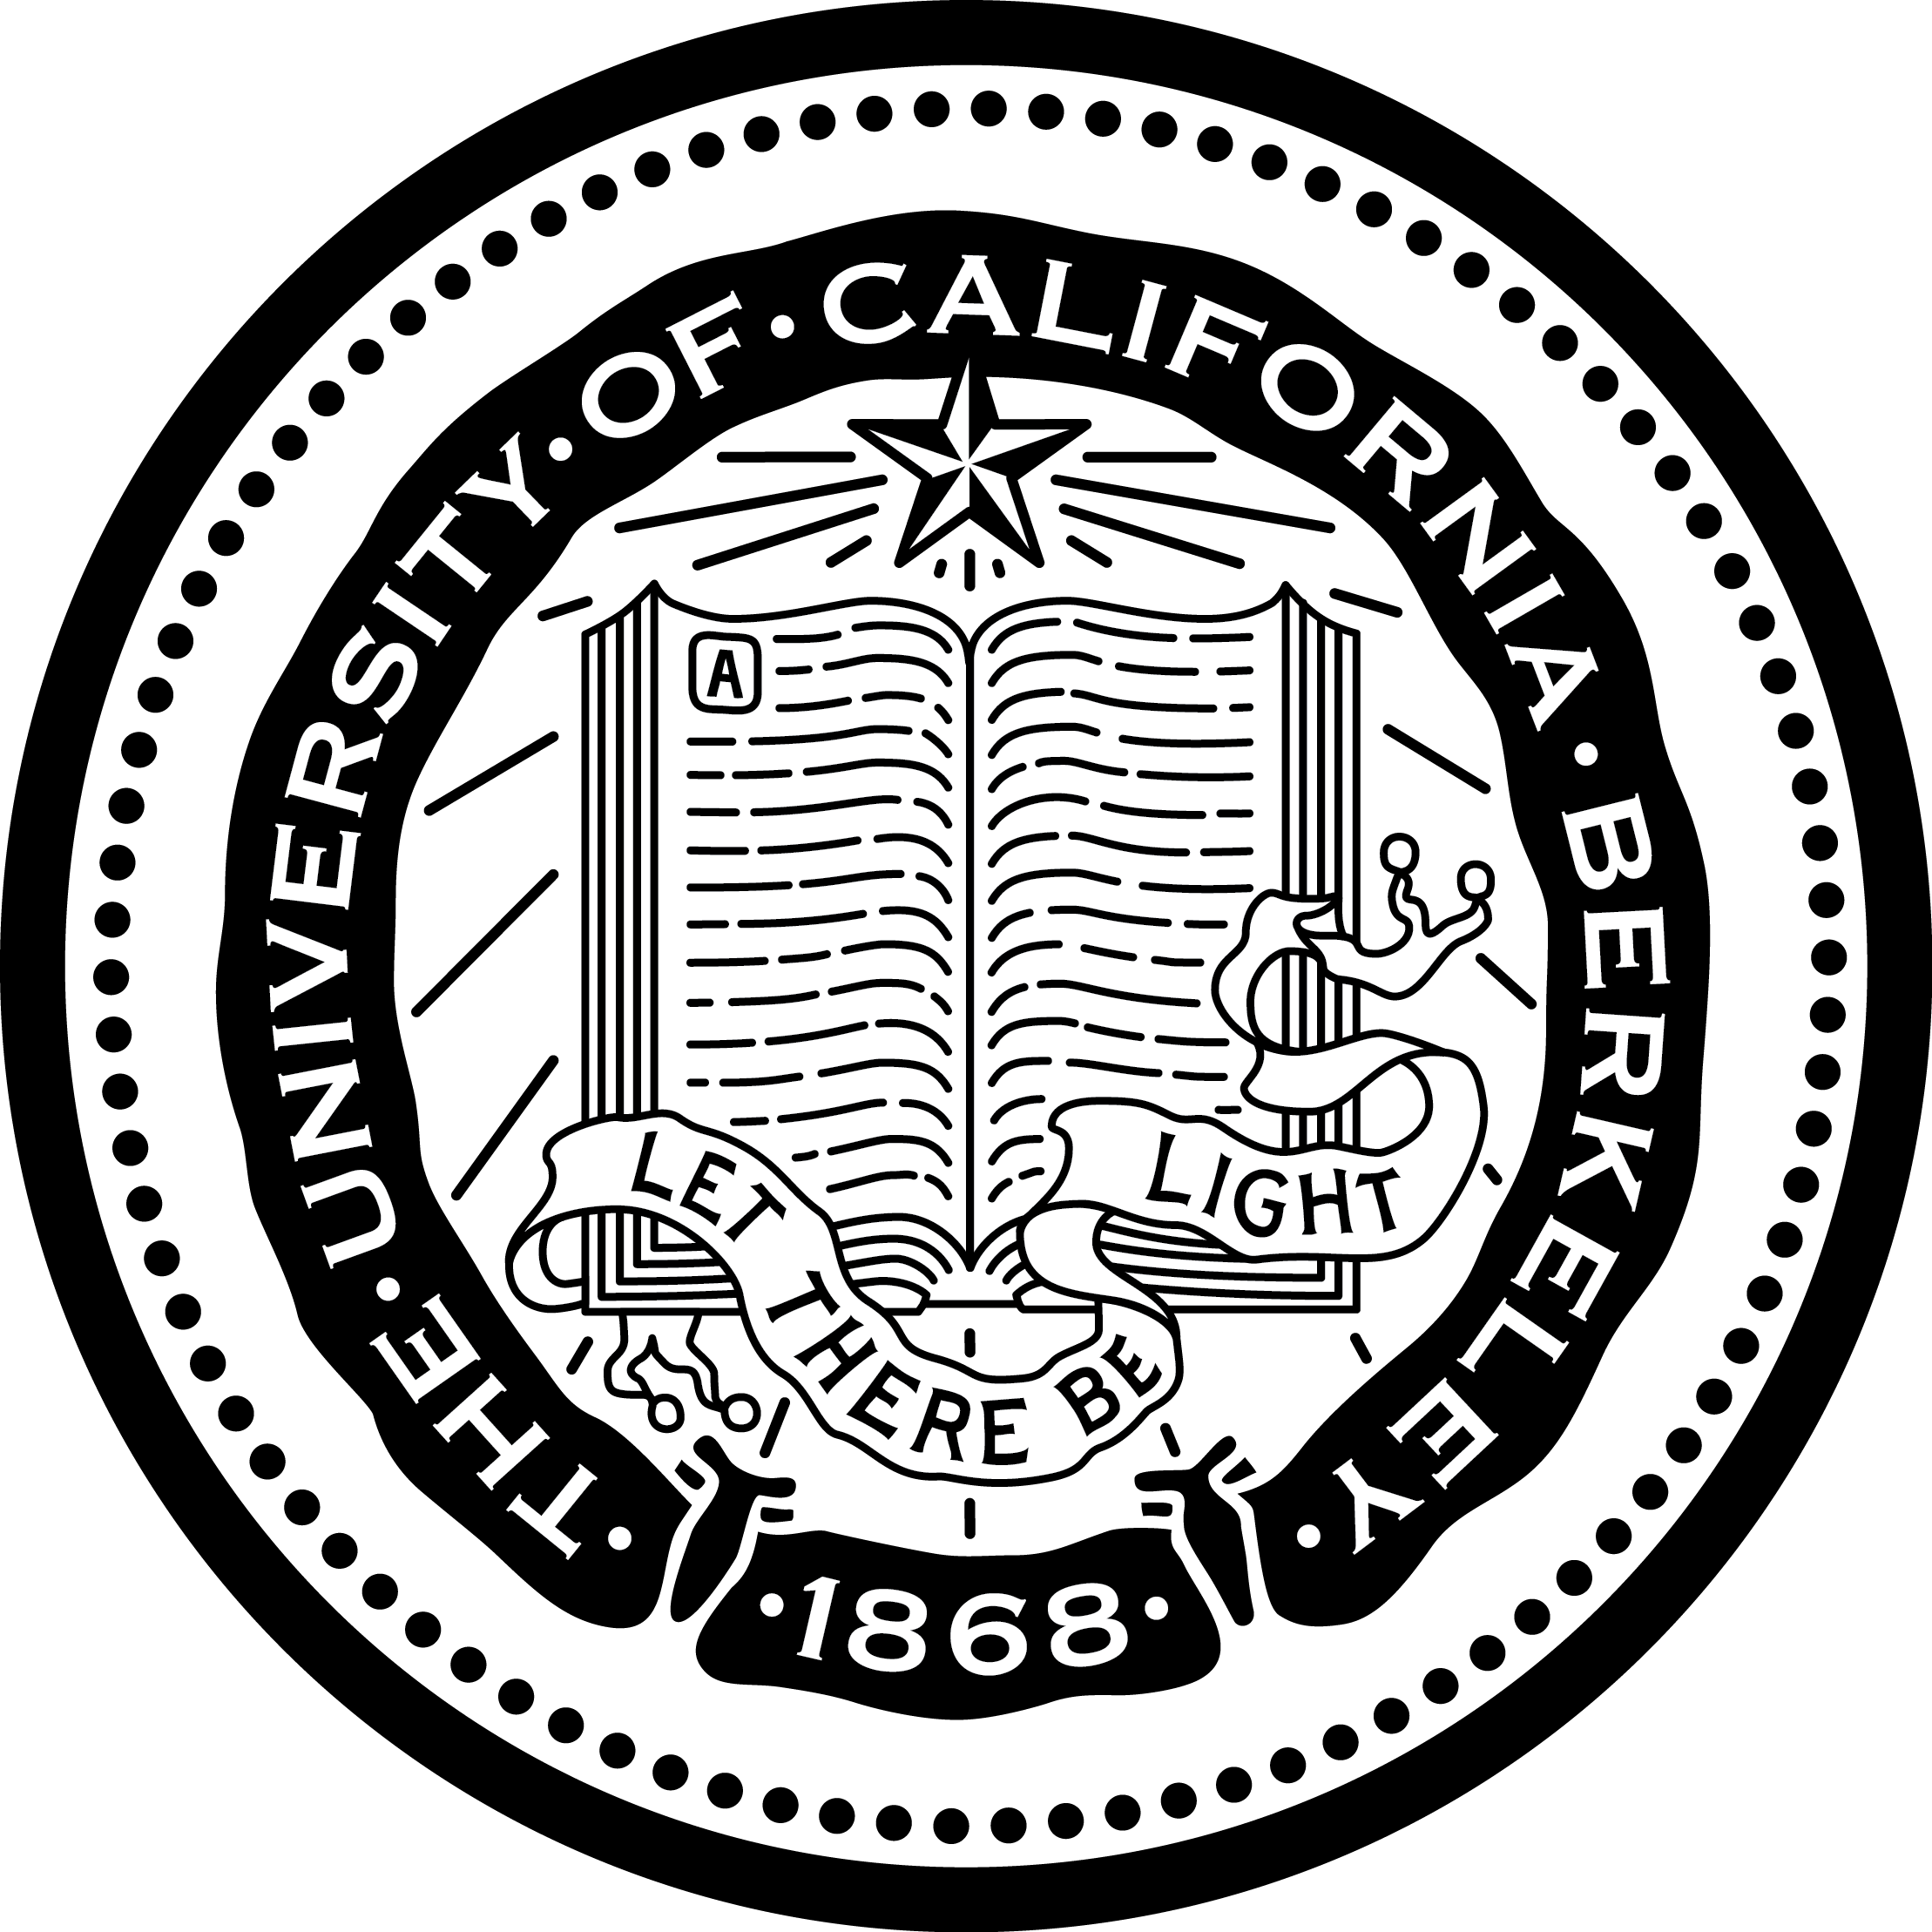 ·THE·UNIVERSITY·OF·CALIFORNIA·BERKELEY·
A
LET THERE BE LIGHT
·1868·